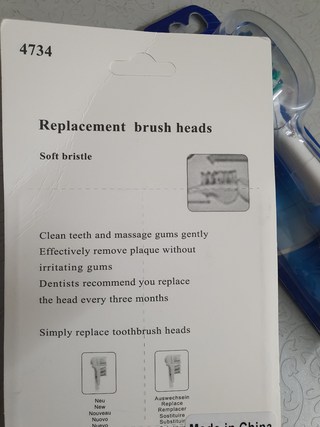 4734
Replacement brush heads
Soft bristle
Clean teeth and massage gums gently
Effectively remove plaque without
irritating gums
Dentists recommend you replace
the head every three months
Simply replace toothbrush heads
Neu
New
Nouveau
Nuovo
Nuevo
Auswechseln
Replace
Remplacer
Sostituire
Substituir
Made in China